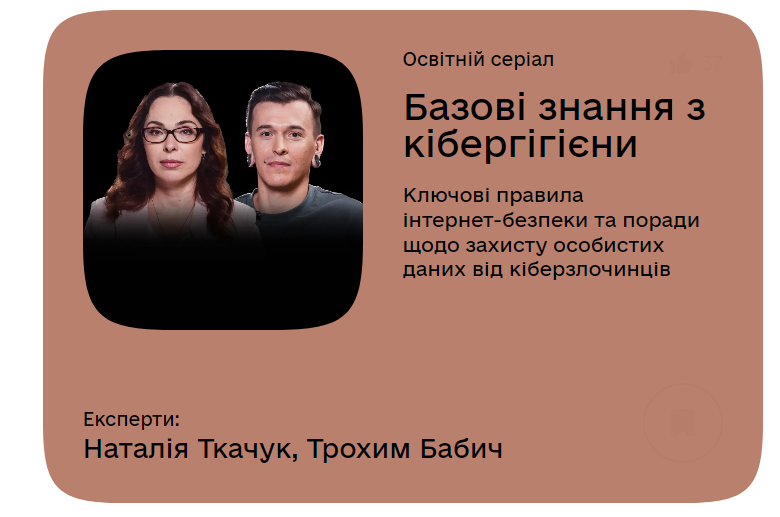 Освітній серіал
Базові знання з
кібергігієни
Ключові правила
інтернет-безпеки та поради
щодо захисту особистих
даних від кіберзлочинців
Експерти:
Наталія Ткачук, Трохим Бабич